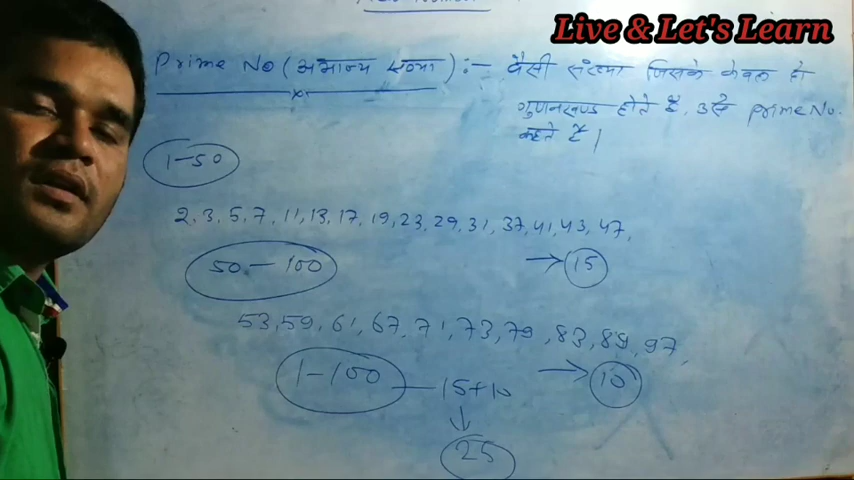 Live & Let's Learn
Prime No (अभाज्य संख्या) :- वैसी संख्या जिसके केवल दो
गुणनखण्ड होते हैं, उसे prime No.
कहते हैं |
1-50
2, 3, 5, 7, 11, 13, 17, 19, 23, 29, 31, 37, 41, 43, 47,
50 - 100 → 15
53, 59, 61, 67, 71, 73, 79, 83, 89, 97,
1-100 — 15+10 → 10
↓
25